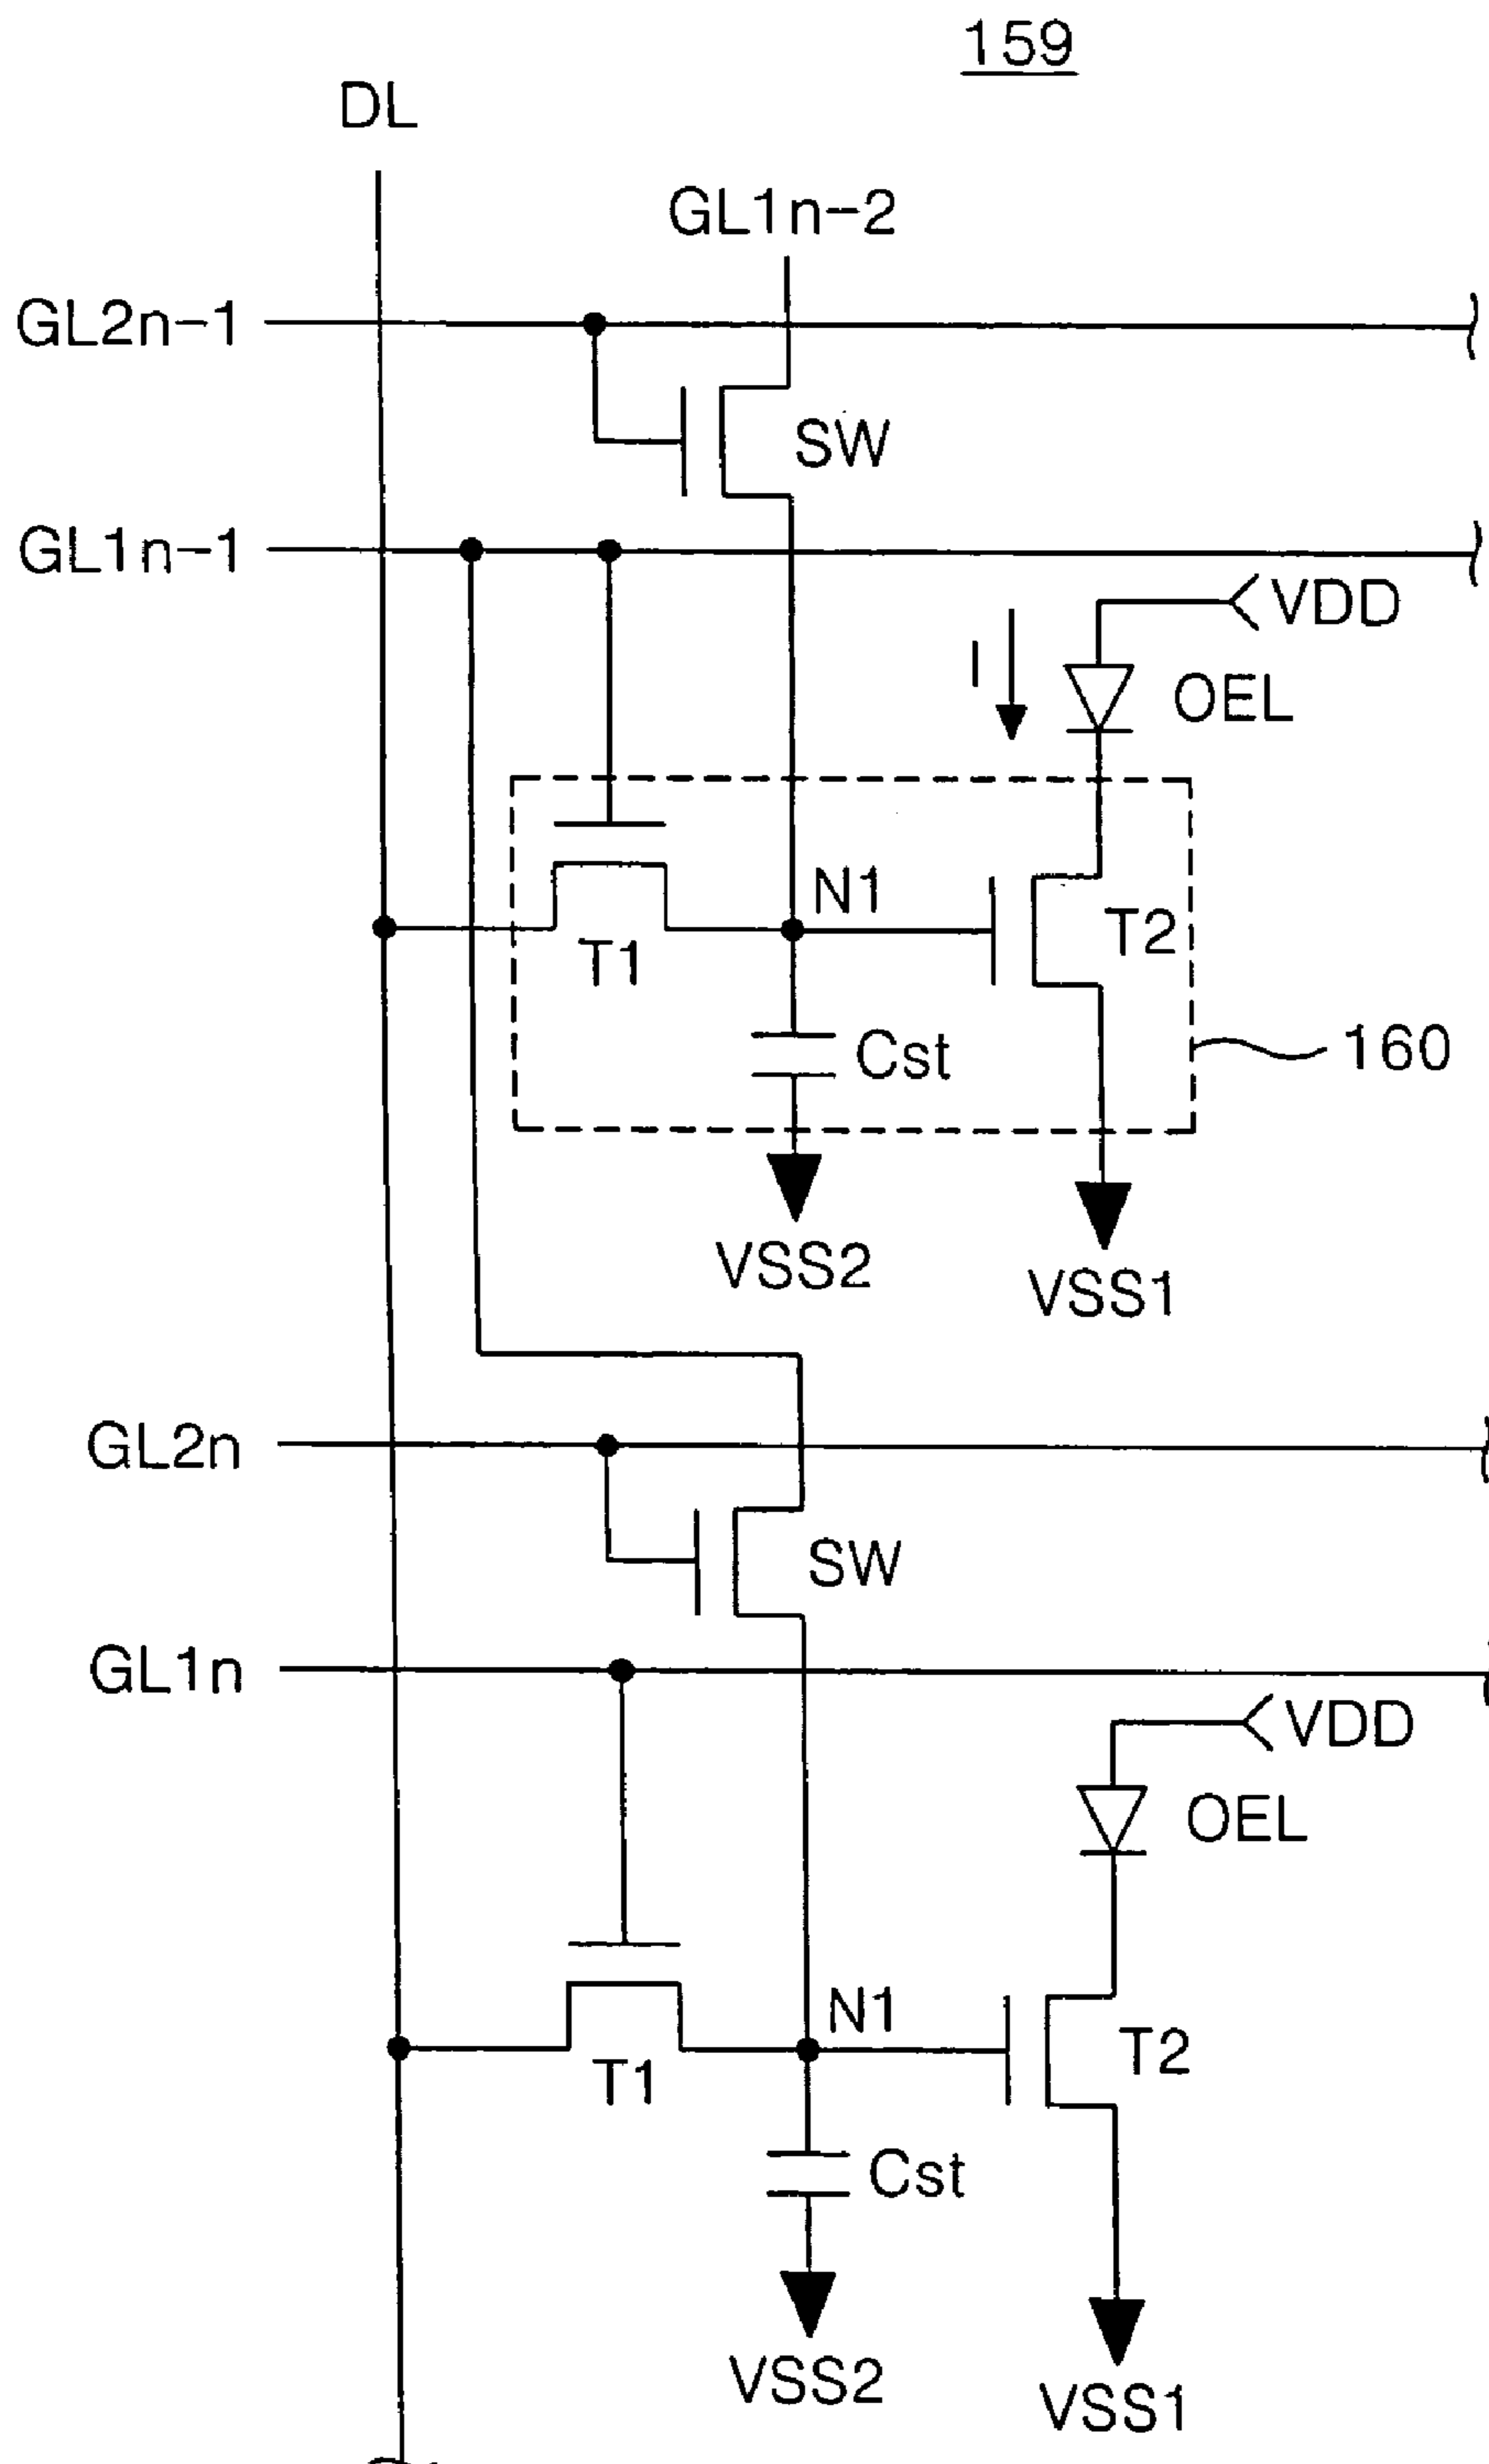 159
DL
GL1n-2
GL2n-1
SW
GL1n-1
VDD
I
OEL
N1
T1
T2
Cst
160
VSS2
VSS1
GL2n
SW
GL1n
VDD
OEL
N1
T1
T2
Cst
VSS2
VSS1